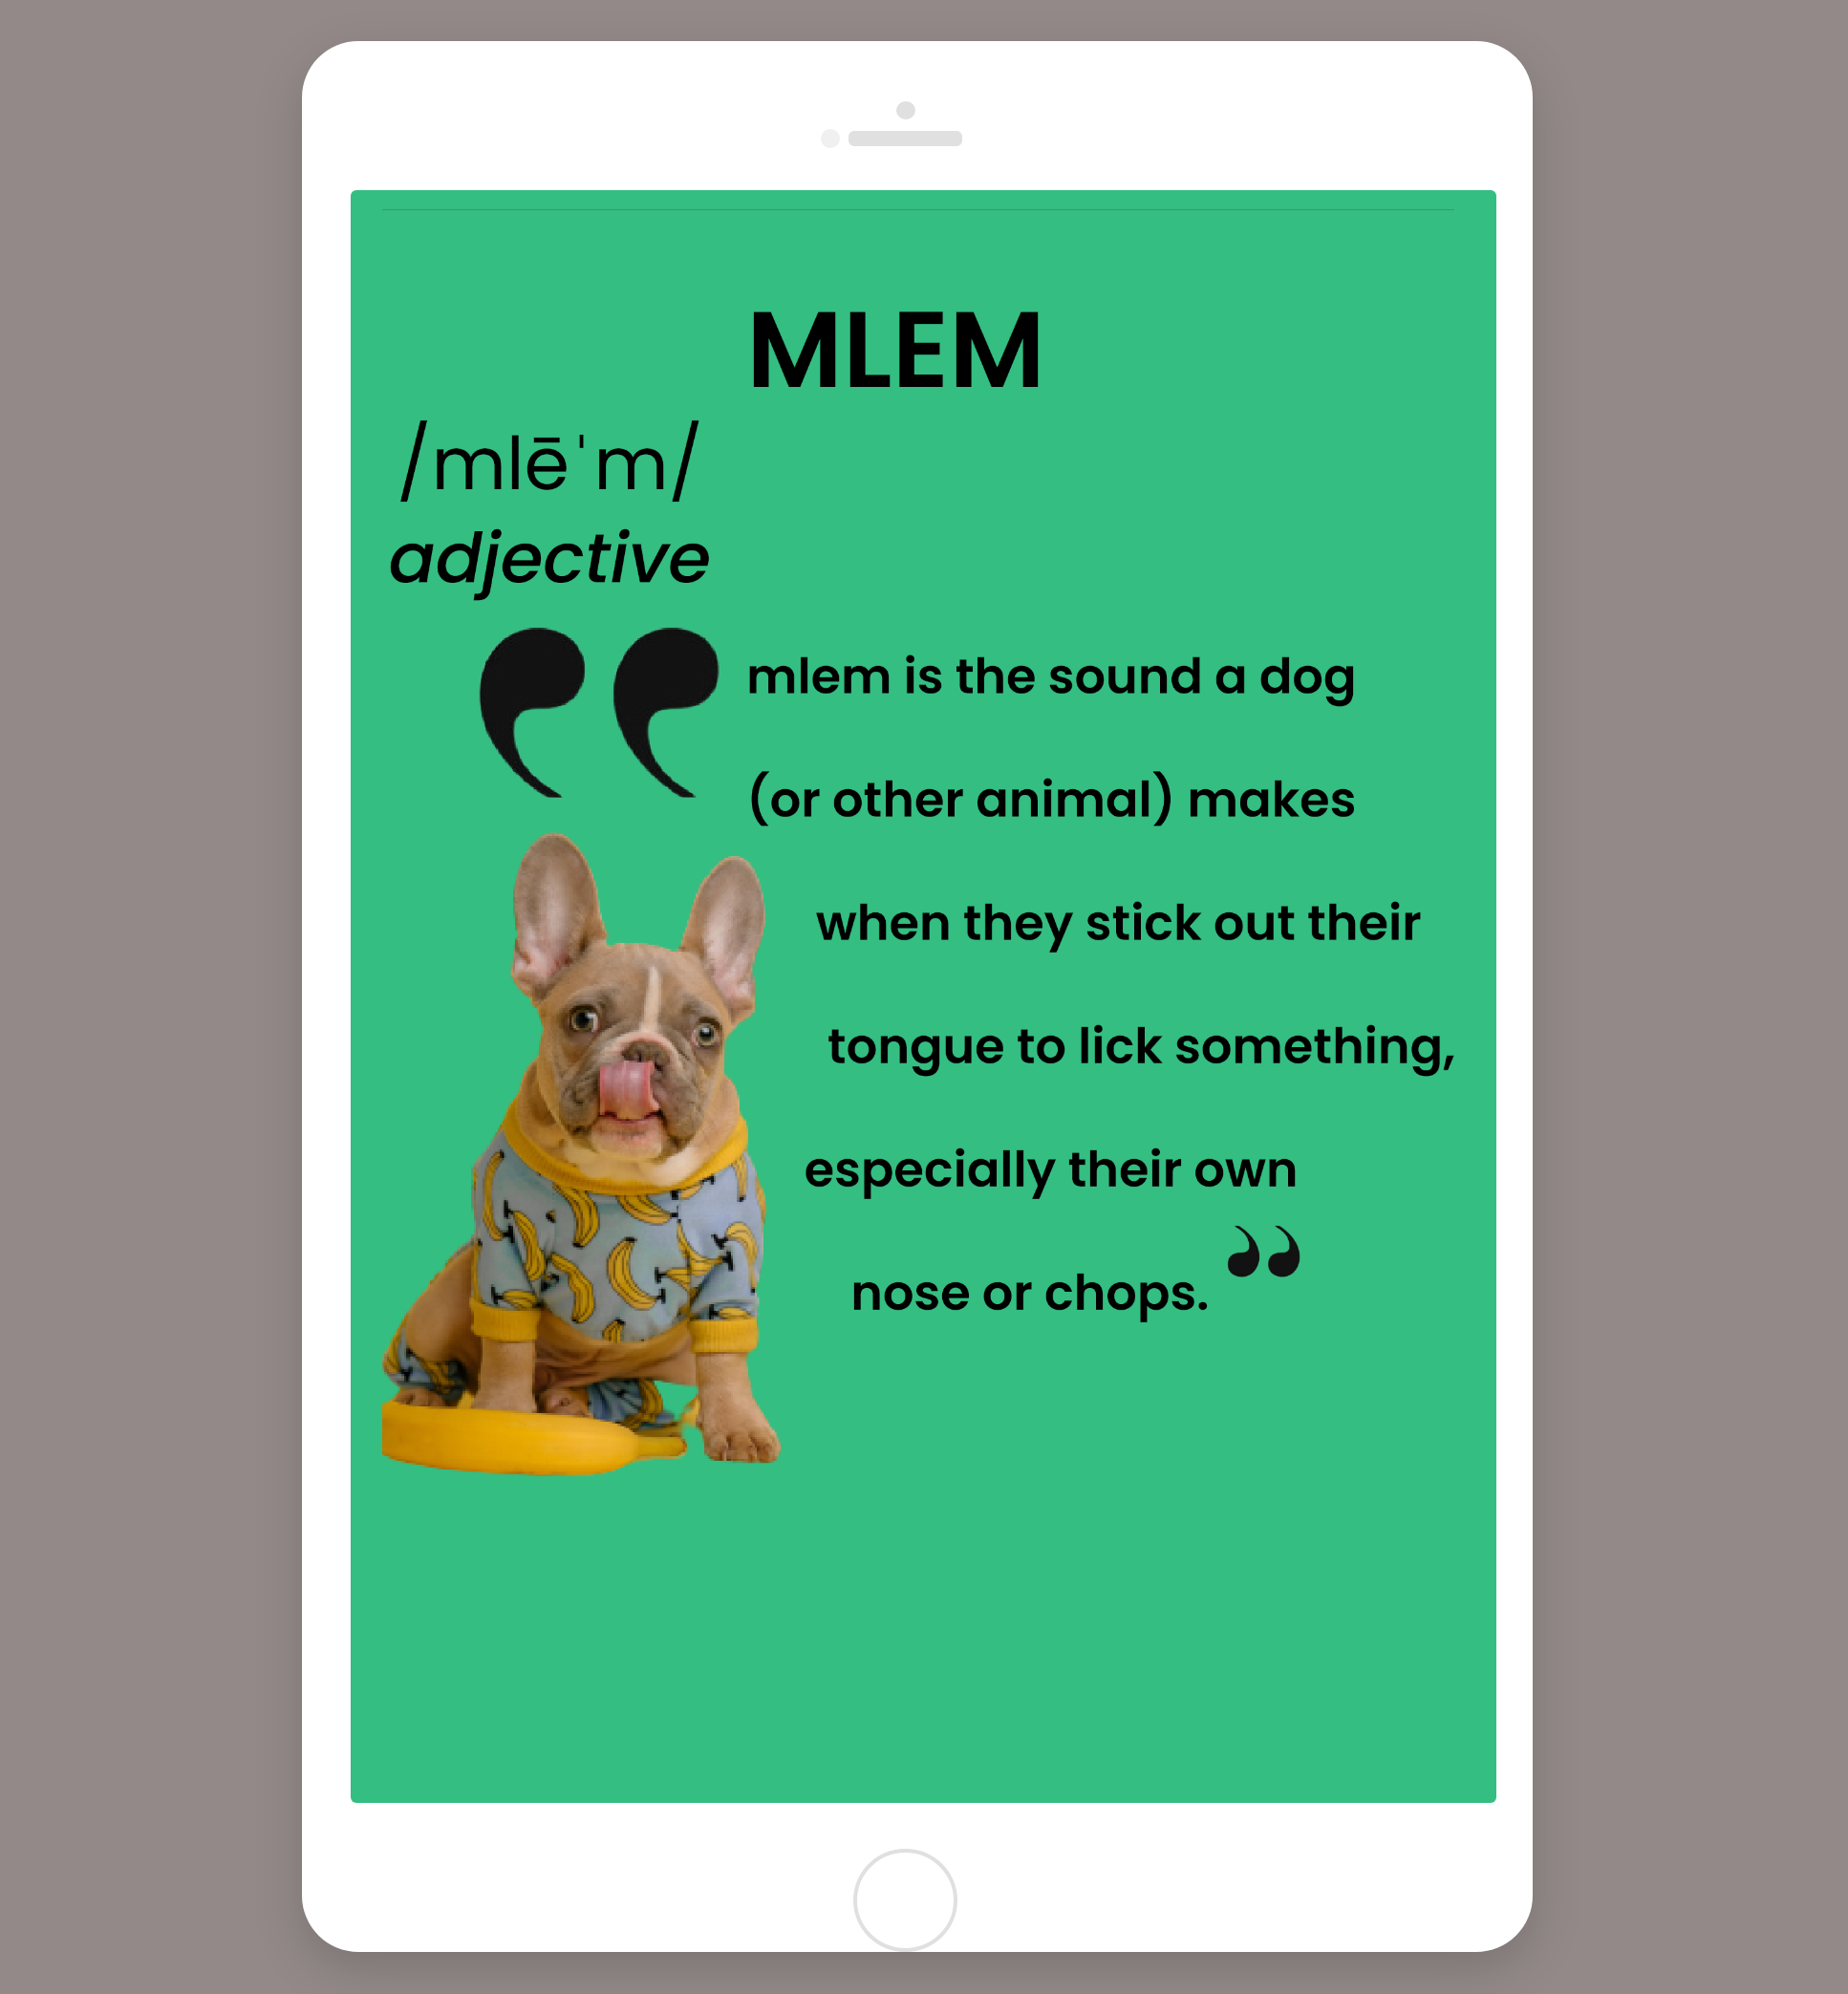 MLEM
/mlē'm/
adjective
❛❛ mlem is the sound a dog
(or other animal) makes
when they stick out their
tongue to lick something,
especially their own
nose or chops. ”